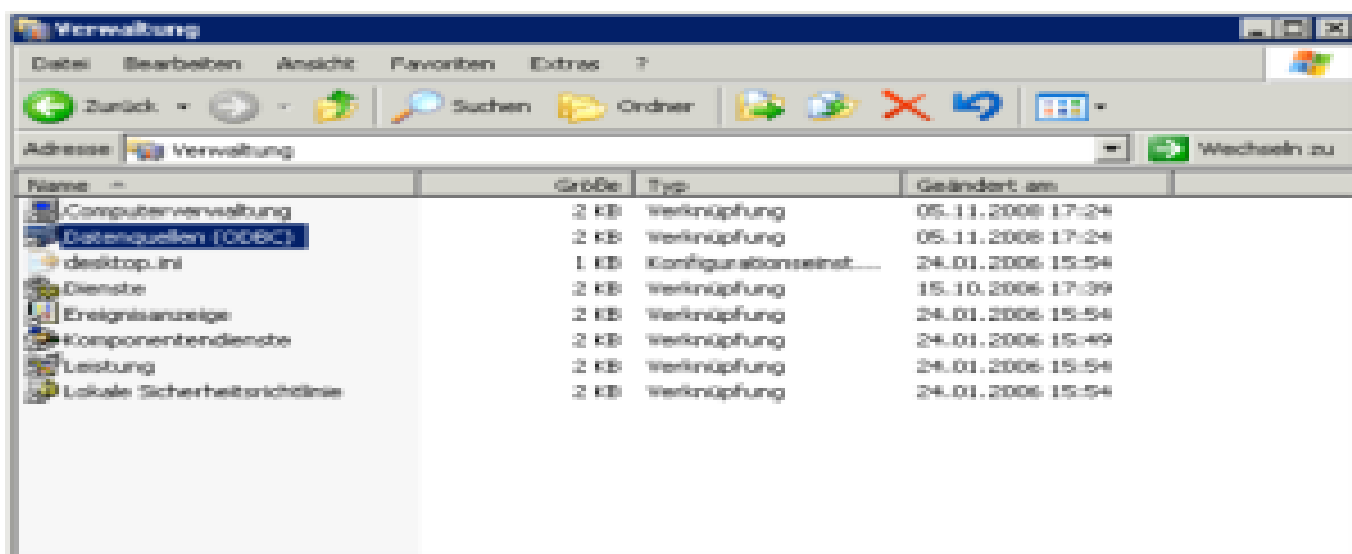 Verwaltung
Datei Bearbeiten Ansicht Favoriten Extras ?
Zurück Suchen Ordner
Adresse Verwaltung Wechseln zu
Name Größe Typ Geändert am
Computerverwaltung 2 KB Verknüpfung 05.11.2008 17:24
Datenquellen (ODBC) 2 KB Verknüpfung 05.11.2008 17:24
desktop.ini 1 KB Konfigurationseinst.... 24.01.2006 15:54
Dienste 2 KB Verknüpfung 15.10.2006 17:39
Ereignisanzeige 2 KB Verknüpfung 24.01.2006 15:54
Komponentendienste 2 KB Verknüpfung 24.01.2006 15:49
Leistung 2 KB Verknüpfung 24.01.2006 15:54
Lokale Sicherheitsrichtlinie 2 KB Verknüpfung 24.01.2006 15:54